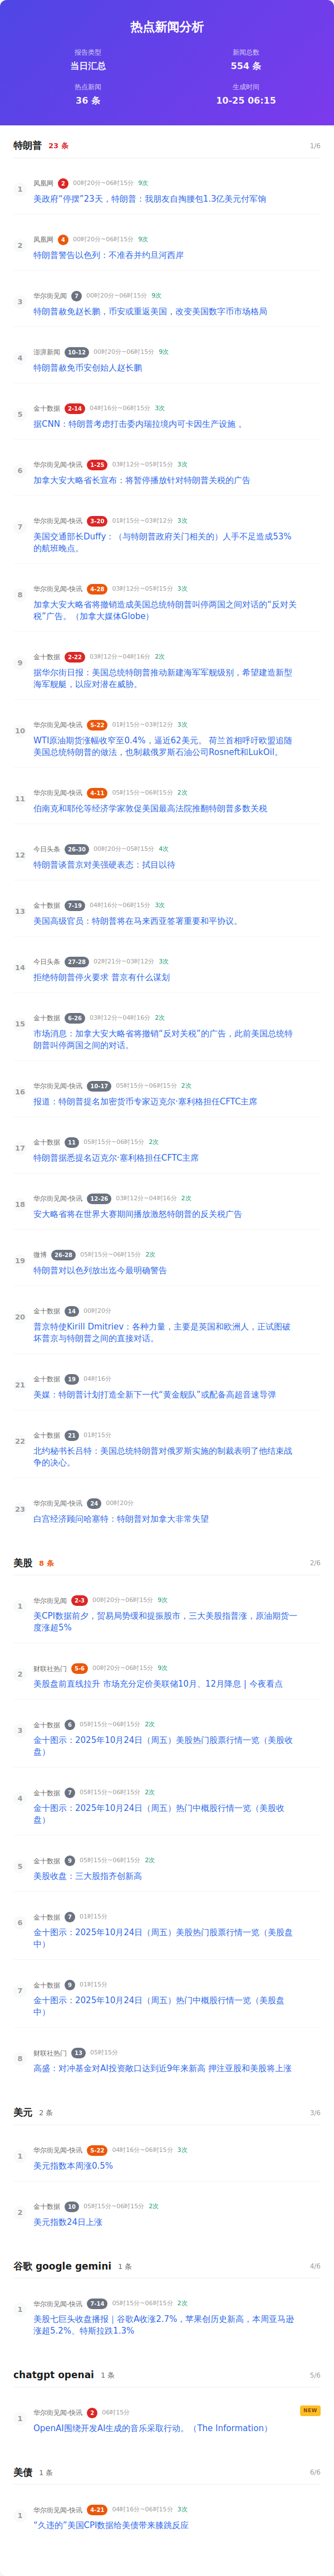 热点新闻分析
报告类型
新闻总数
当日汇总
554 条
热点新闻
生成时间
36 条
10-25 06:15
特朗普 23 条 1/6
1
凤凰网 2 00时20分~06时15分 9次
美政府“停摆”23天，特朗普：我朋友自掏腰包1.3亿美元付军饷
2
凤凰网 4 00时20分~06时15分 9次
特朗普警告以色列：不准吞并约旦河西岸
3
华尔街见闻 7 00时20分~06时15分 9次
特朗普赦免赵长鹏，币安或重返美国，改变美国数字货币市场格局
4
澎湃新闻 10-12 00时20分~06时15分 9次
特朗普赦免币安创始人赵长鹏
5
金十数据 2-14 04时16分~06时15分 3次
据CNN：特朗普考虑打击委内瑞拉境内可卡因生产设施 。
6
华尔街见闻-快讯 1-25 03时12分~05时15分 3次
加拿大安大略省长宣布：将暂停播放针对特朗普关税的广告
7
华尔街见闻-快讯 3-20 01时15分~03时12分 3次
美国交通部长Duffy：（与特朗普政府关门相关的）人手不足造成53%
的航班晚点。
8
华尔街见闻-快讯 4-28 03时12分~05时15分 3次
加拿大安大略省将撤销造成美国总统特朗普叫停两国之间对话的“反对关
税”广告。（加拿大媒体Globe）
9
金十数据 2-22 03时12分~04时16分 2次
据华尔街日报：美国总统特朗普推动新建海军军舰级别，希望建造新型
海军舰艇，以应对潜在威胁。
10
华尔街见闻-快讯 5-22 01时15分~03时12分 3次
WTI原油期货涨幅收窄至0.4%，逼近62美元。 荷兰首相呼吁欧盟追随
美国总统特朗普的做法，也制裁俄罗斯石油公司Rosneft和LukOil。
11
华尔街见闻-快讯 4-11 05时15分~06时15分 2次
伯南克和耶伦等经济学家敦促美国最高法院推翻特朗普多数关税
12
今日头条 26-30 00时20分~05时15分 4次
特朗普谈普京对美强硬表态：拭目以待
13
金十数据 7-19 04时16分~06时15分 3次
美国高级官员：特朗普将在马来西亚签署重要和平协议。
14
今日头条 27-28 02时21分~03时12分 3次
拒绝特朗普停火要求 普京有什么谋划
15
金十数据 6-26 03时12分~04时16分 2次
市场消息：加拿大安大略省将撤销“反对关税”的广告，此前美国总统特
朗普叫停两国之间的对话。
16
华尔街见闻-快讯 10-17 05时15分~06时15分 2次
报道：特朗普提名加密货币专家迈克尔·塞利格担任CFTC主席
17
金十数据 11 05时15分~06时15分 2次
特朗普据悉提名迈克尔·塞利格担任CFTC主席
18
华尔街见闻-快讯 12-26 03时12分~04时16分 2次
安大略省将在世界大赛期间播放激怒特朗普的反关税广告
19
微博 26-28 05时15分~06时15分 2次
特朗普对以色列放出迄今最明确警告
20
金十数据 14 00时20分
普京特使Kirill Dmitriev：各种力量，主要是英国和欧洲人，正试图破
坏普京与特朗普之间的直接对话。
21
金十数据 19 04时16分
美媒：特朗普计划打造全新下一代“黄金舰队”或配备高超音速导弹
22
金十数据 21 01时15分
北约秘书长吕特：美国总统特朗普对俄罗斯实施的制裁表明了他结束战
争的决心。
23
华尔街见闻-快讯 24 00时20分
白宫经济顾问哈塞特：特朗普对加拿大非常失望
美股 8 条 2/6
1
华尔街见闻 2-3 00时20分~06时15分 9次
美CPI数据前夕，贸易局势缓和提振股市，三大美股指普涨，原油期货一
度涨超5%
2
财联社热门 5-6 00时20分~06时15分 9次
美股盘前直线拉升 市场充分定价美联储10月、12月降息 | 今夜看点
3
金十数据 6 05时15分~06时15分 2次
金十图示：2025年10月24日（周五）美股热门股票行情一览（美股收
盘）
4
金十数据 7 05时15分~06时15分 2次
金十图示：2025年10月24日（周五）热门中概股行情一览（美股收
盘）
5
金十数据 9 05时15分~06时15分 2次
美股收盘：三大股指齐创新高
6
金十数据 7 01时15分
金十图示：2025年10月24日（周五）美股热门股票行情一览（美股盘
中）
7
金十数据 9 01时15分
金十图示：2025年10月24日（周五）热门中概股行情一览（美股盘
中）
8
财联社热门 13 05时15分
高盛：对冲基金对AI投资敞口达到近9年来新高 押注亚股和美股将上涨
美元 2 条 3/6
1
华尔街见闻-快讯 5-22 04时16分~06时15分 3次
美元指数本周涨0.5%
2
金十数据 10 05时15分~06时15分 2次
美元指数24日上涨
谷歌 google gemini 1 条 4/6
1
华尔街见闻-快讯 7-14 05时15分~06时15分 2次
美股七巨头收盘播报｜谷歌A收涨2.7%，苹果创历史新高，本周亚马逊
涨超5.2%、特斯拉跌1.3%
chatgpt openai 1 条 5/6
1
华尔街见闻-快讯 2 06时15分 NEW
OpenAI围绕开发AI生成的音乐采取行动。（The Information）
美债 1 条 6/6
1
华尔街见闻-快讯 4-21 04时16分~06时15分 3次
“久违的”美国CPI数据给美债带来膝跳反应